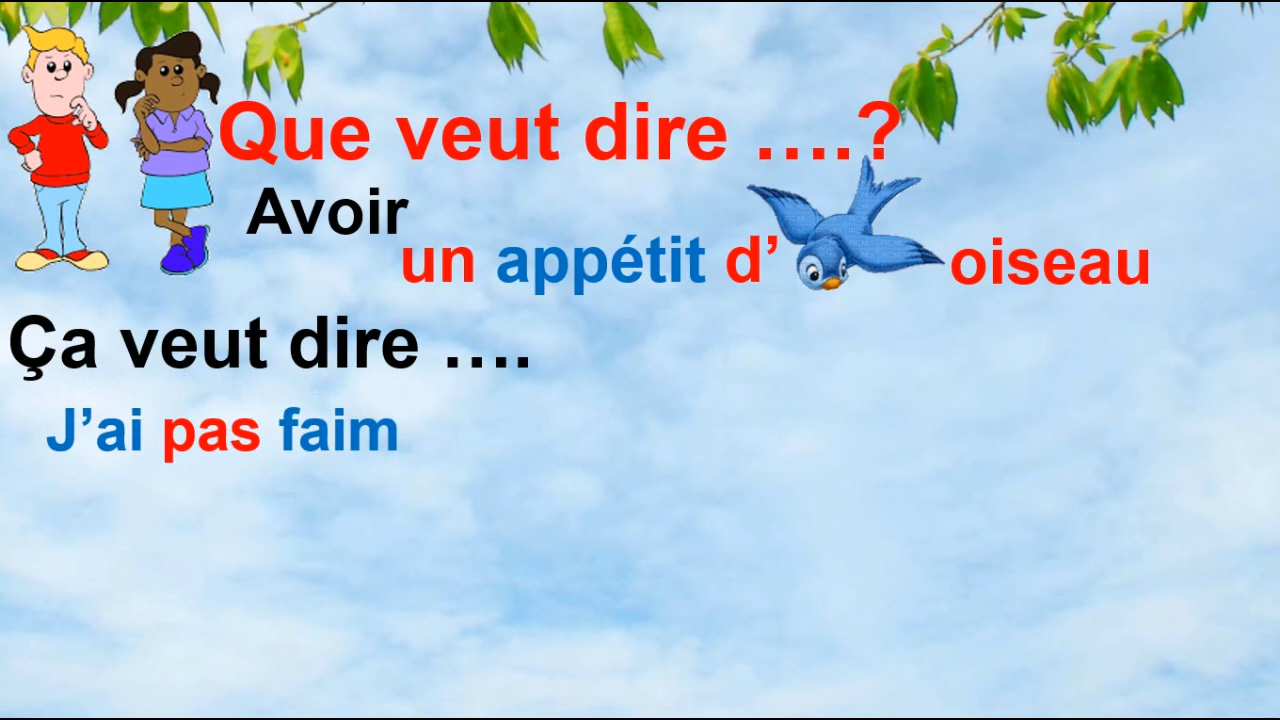 Que veut dire ….?
Avoir
un appétit d’ oiseau
Ça veut dire ….
J’ai pas faim